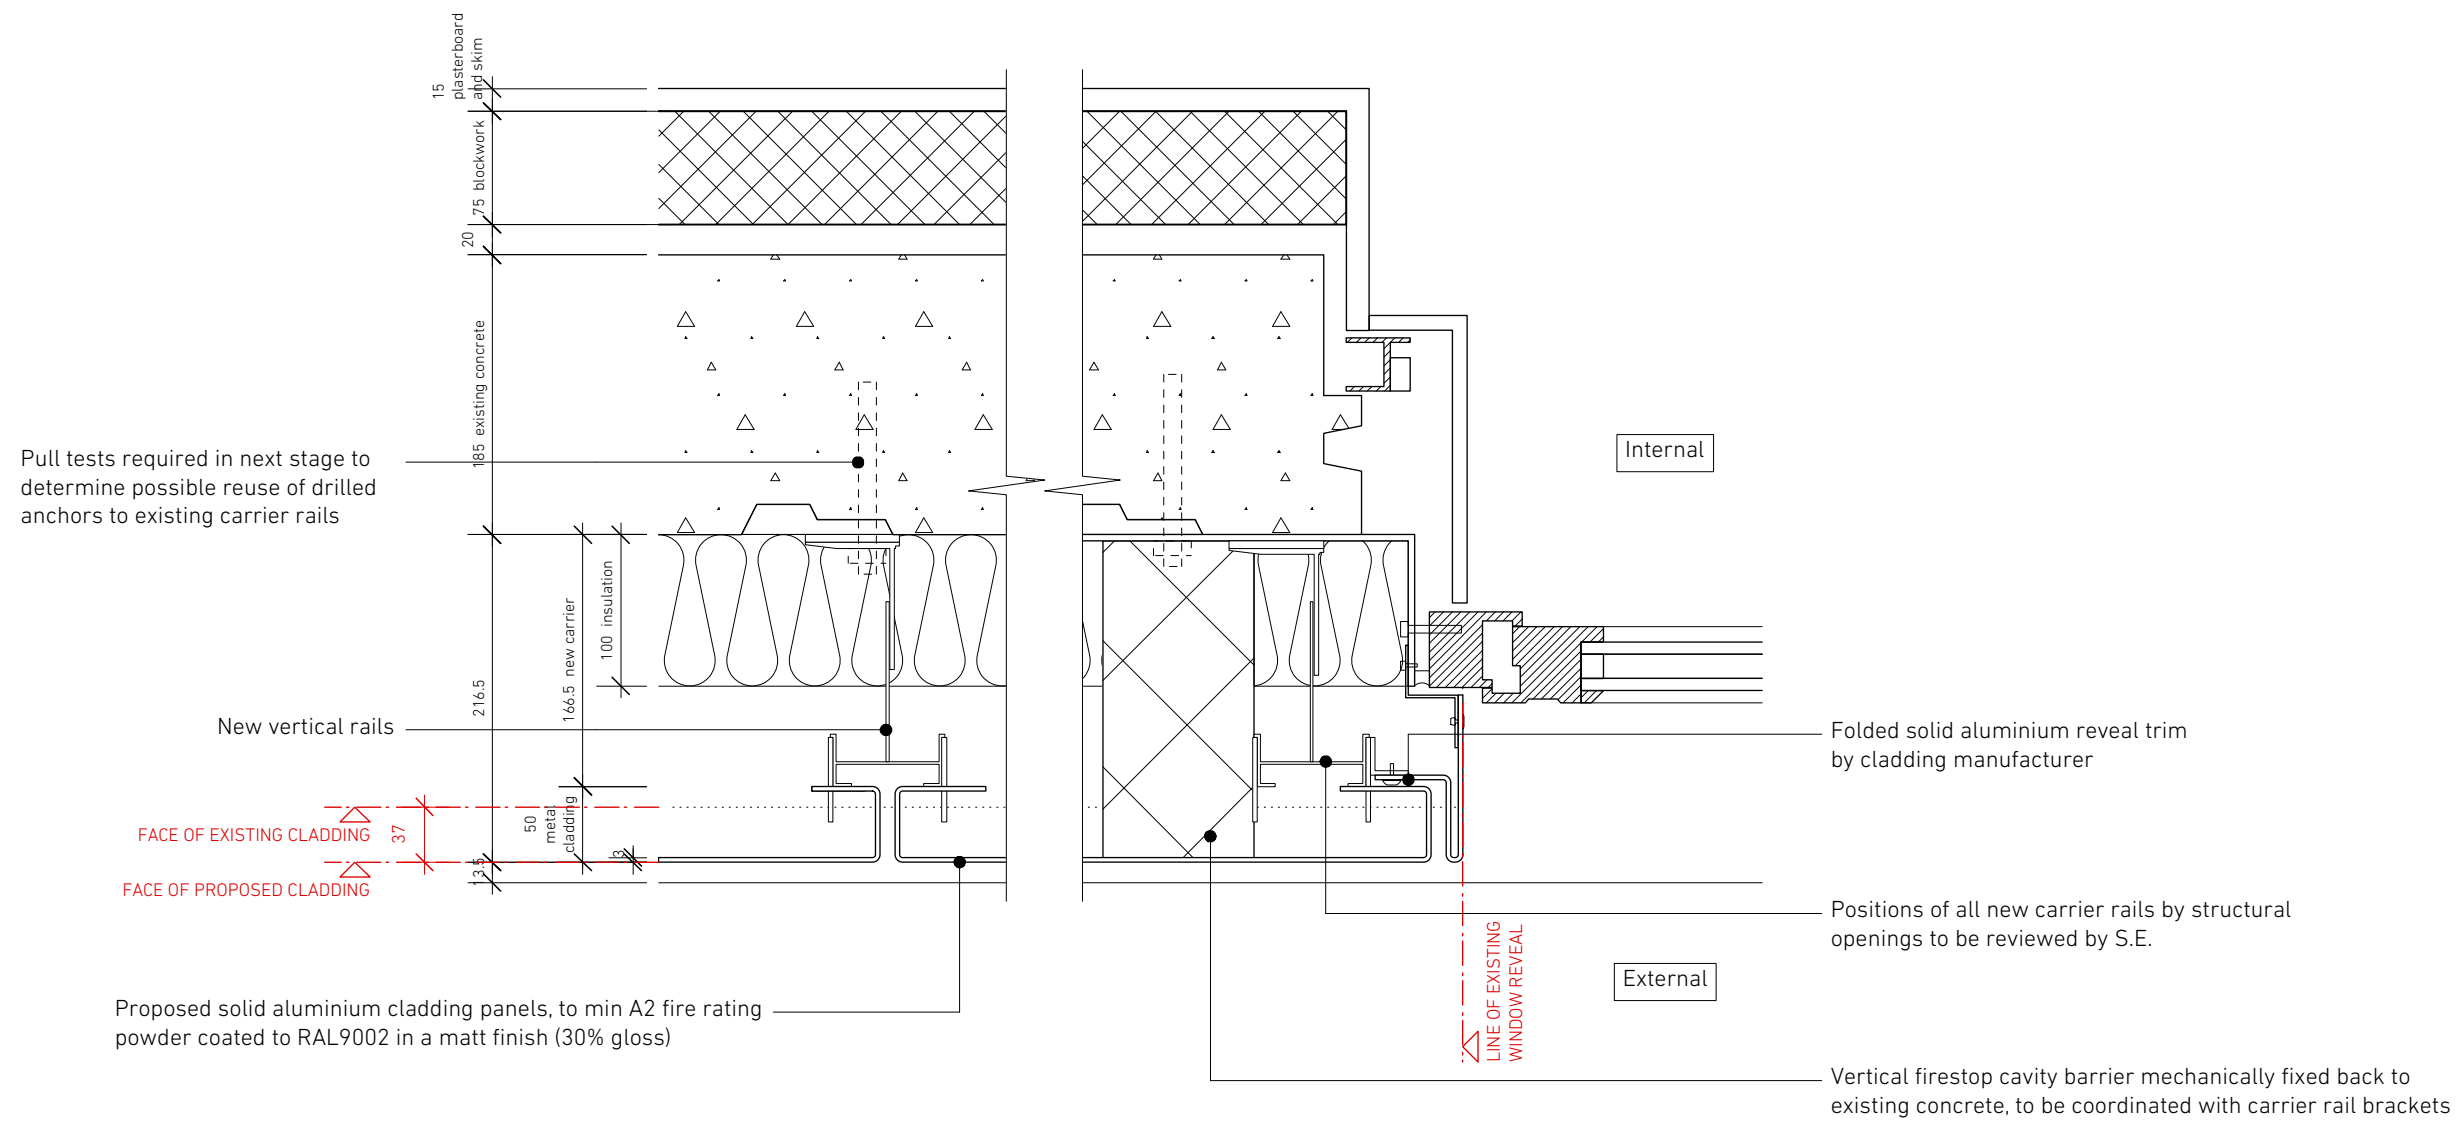 15
plasterboard
and skim
75 blockwork
20
185 existing concrete
216.5
13.5
166.5 new carrier
100 insulation
50
metal
cladding
3
37
Pull tests required in next stage to
determine possible reuse of drilled
anchors to existing carrier rails
New vertical rails
FACE OF EXISTING CLADDING
FACE OF PROPOSED CLADDING
Proposed solid aluminium cladding panels, to min A2 fire rating
powder coated to RAL9002 in a matt finish (30% gloss)
Internal
Folded solid aluminium reveal trim
by cladding manufacturer
Positions of all new carrier rails by structural
openings to be reviewed by S.E.
External
LINE OF EXISTING
WINDOW REVEAL
Vertical firestop cavity barrier mechanically fixed back to
existing concrete, to be coordinated with carrier rail brackets